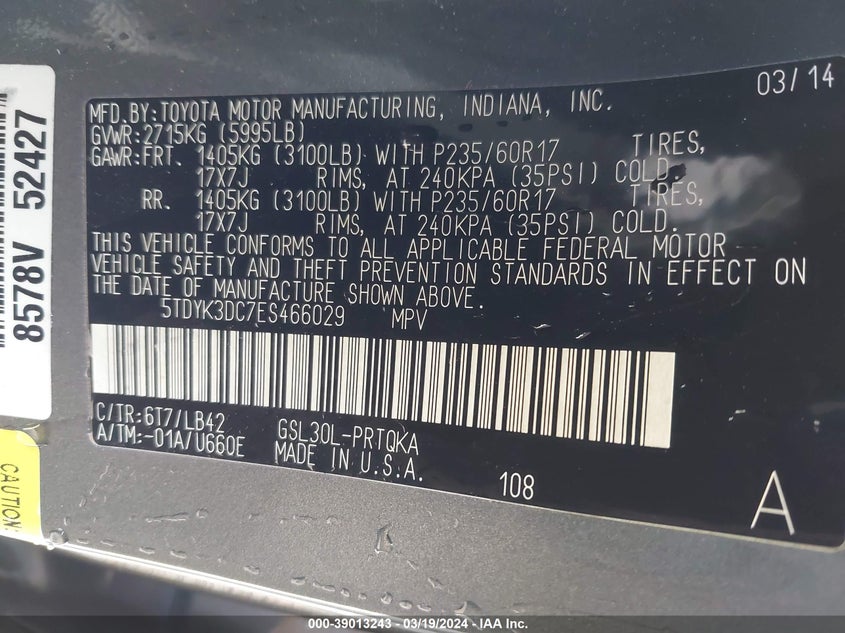 03/14
MFD.BY:TOYOTA MOTOR MANUFACTURING, INDIANA, INC.
GVWR:2715KG (5995LB)
GAWR:FRT. 1405KG (3100LB) WITH P235/60R17 TIRES,
17X7J RIMS, AT 240KPA (35PSI) COLD.
RR. 1405KG (3100LB) WITH P235/60R17 TIRES,
17X7J RIMS, AT 240KPA (35PSI) COLD.
THIS VEHICLE CONFORMS TO ALL APPLICABLE FEDERAL MOTOR
VEHICLE SAFETY AND THEFT PREVENTION STANDARDS IN EFFECT ON
THE DATE OF MANUFACTURE SHOWN ABOVE.
5TDYK3DC7ES466029 MPV
C/TR:6T7/LB42
A/TM:-01A/U660E GSL30L-PRTQKA
MADE IN U.S.A.
108
A
8578V 52427
CAUTION:
000-39013243 - 03/19/2024 - IAA Inc.